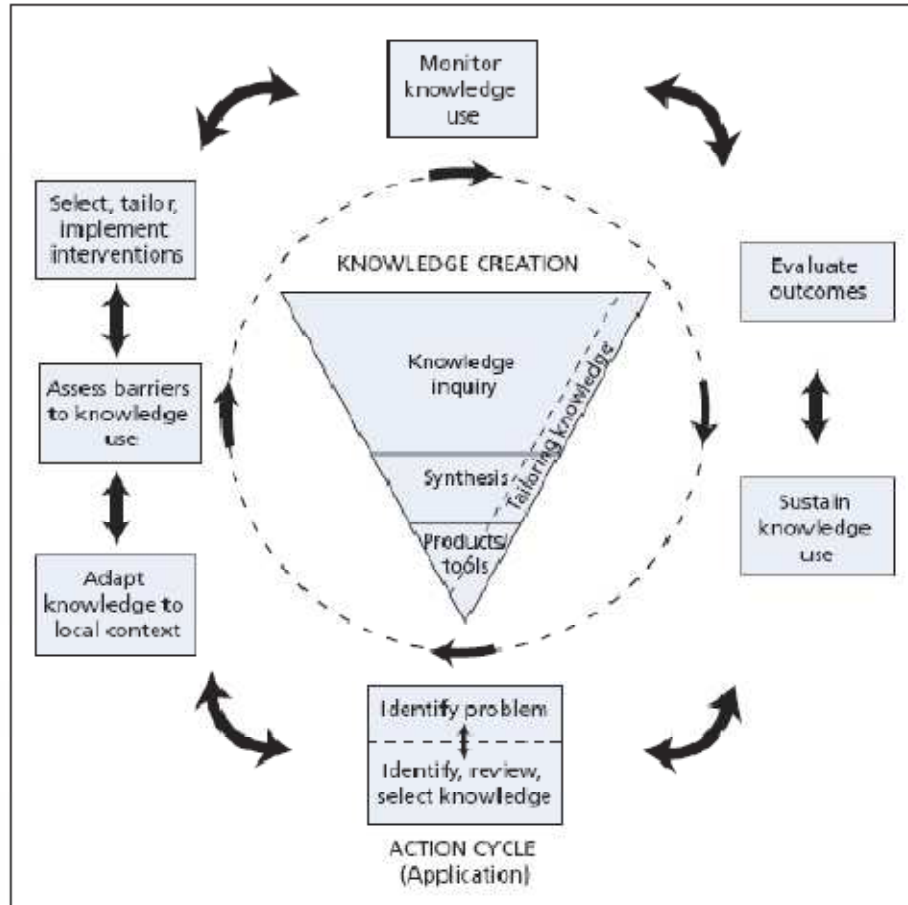 Monitor
knowledge
use
Select, tailor,
implement
interventions
KNOWLEDGE CREATION
Evaluate
outcomes
Knowledge
inquiry
Tailoring knowledge
Assess barriers
to knowledge
use
Synthesis
Sustain
knowledge
use
Products/
tools
Adapt
knowledge to
local context
Identify problem
Identify, review,
select knowledge
ACTION CYCLE
(Application)